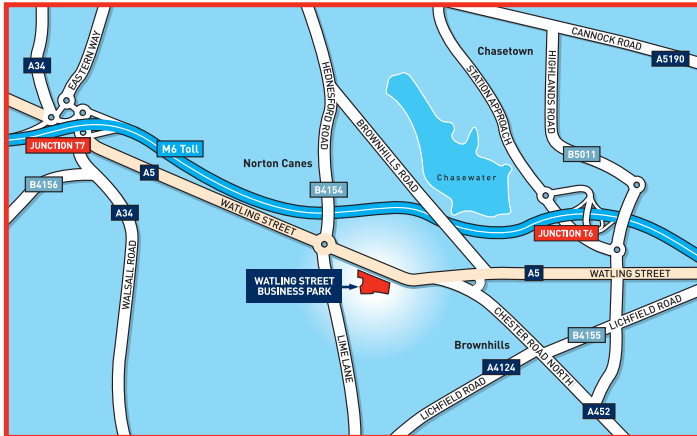 A34
EASTERN WAY
HEDNESFORD ROAD
Chasetown
CANNOCK ROAD
A5190
STATION APPROACH
HIGHLANDS ROAD
JUNCTION T7
M6 Toll
BROWNHILLS ROAD
B5011
Norton Canes
A5
B4156
B4154
Chasewater
A34
WATLING STREET
JUNCTION T6
WALSALL ROAD
WATLING STREET
BUSINESS PARK
A5
WATLING STREET
LIME LANE
CHESTER ROAD NORTH
LICHFIELD ROAD
B4155
Brownhills
A4124
LICHFIELD ROAD
A452